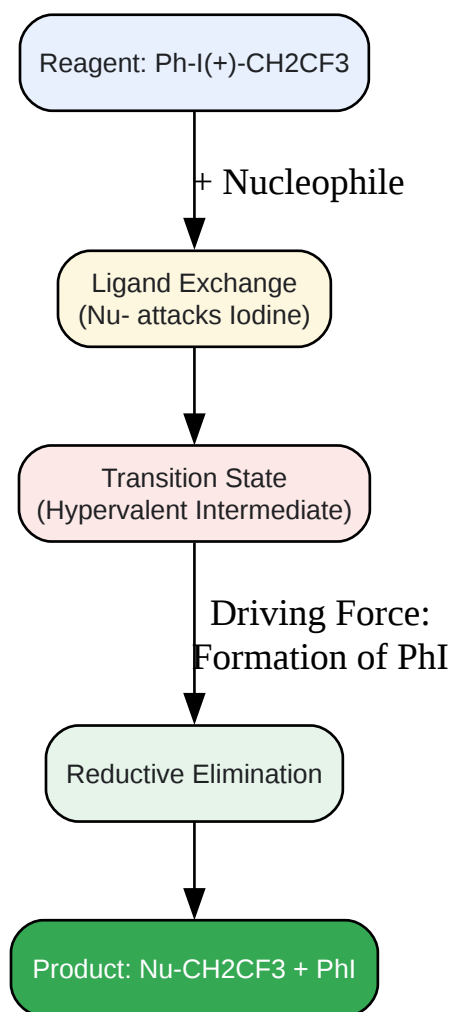 Reagent: Ph-I(+)-CH2CF3
+ Nucleophile
Ligand Exchange
(Nu- attacks Iodine)
Transition State
(Hypervalent Intermediate)
Driving Force:
Formation of PhI
Reductive Elimination
Product: Nu-CH2CF3 + PhI